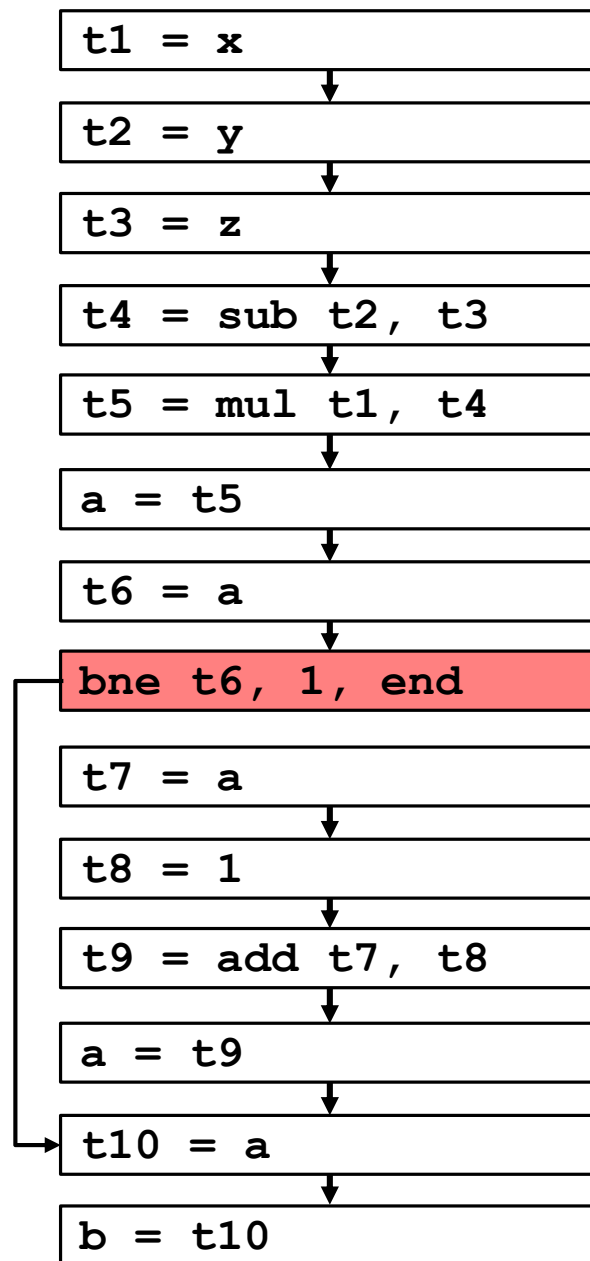 t1 = x
t2 = y
t3 = z
t4 = sub t2, t3
t5 = mul t1, t4
a = t5
t6 = a
bne t6, 1, end
t7 = a
t8 = 1
t9 = add t7, t8
a = t9
t10 = a
b = t10